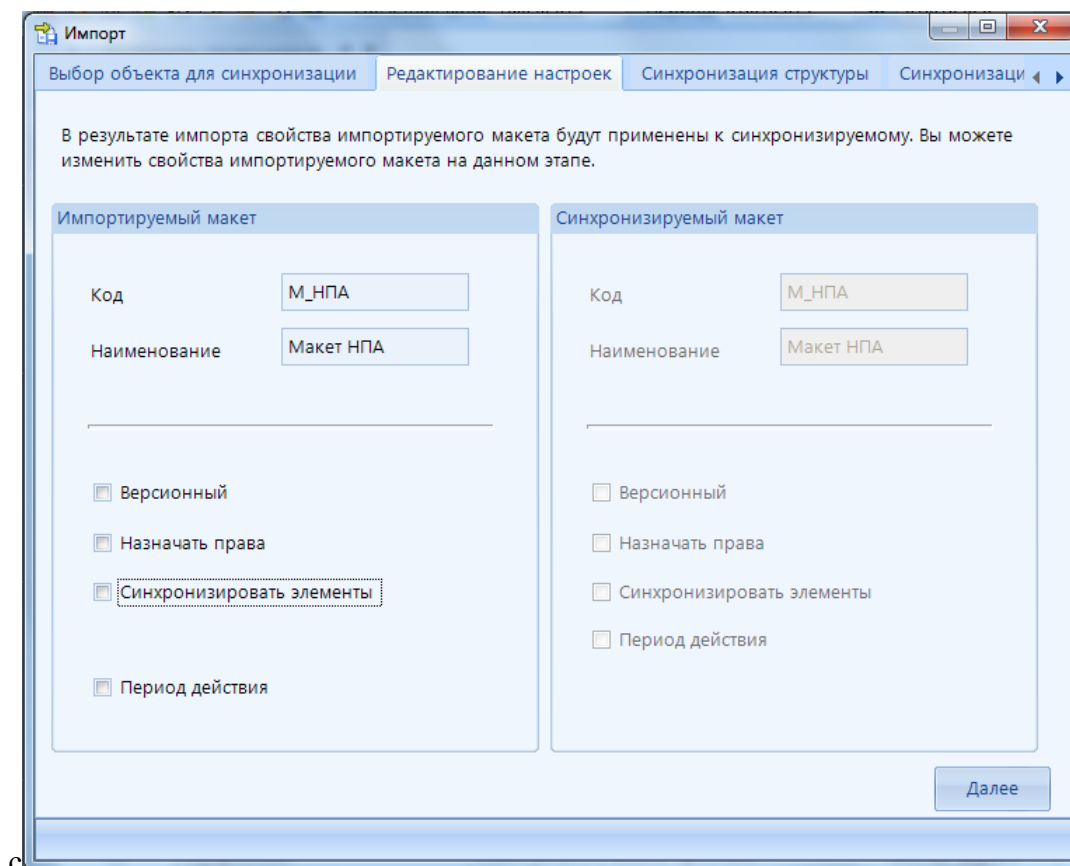 Импорт
Выбор объекта для синхронизации Редактирование настроек Синхронизация структуры Синхронизаци
В результате импорта свойства импортируемого макета будут применены к синхронизируемому. Вы можете
изменить свойства импортируемого макета на данном этапе.
Импортируемый макет
Код М_НПА
Наименование Макет НПА
Версионный
Назначать права
Синхронизировать элементы
Период действия
Синхронизируемый макет
Код М_НПА
Наименование Макет НПА
Версионный
Назначать права
Синхронизировать элементы
Период действия
Далее
с